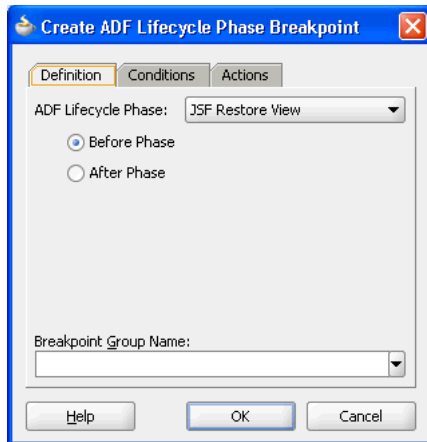 Create ADF Lifecycle Phase Breakpoint
Definition Conditions Actions
ADF Lifecycle Phase: JSF Restore View
Before Phase
After Phase
Breakpoint Group Name:
Help OK Cancel